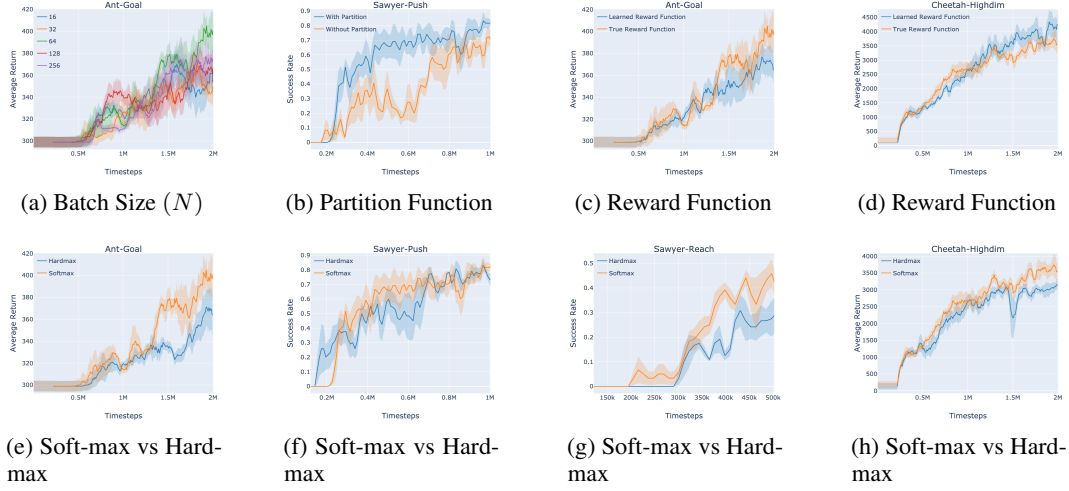 Ant-Goal
420
400
380
360
340
320
300
Average Return
16
32
64
128
256
0.5M
1M
1.5M
2M
Timesteps
(a) Batch Size (N)
Sawyer-Push
0.9
0.8
0.7
0.6
0.5
0.4
0.3
0.2
0.1
0
Success Rate
With Partition
Without Partition
0.2M
0.4M
0.6M
0.8M
1M
Timesteps
(b) Partition Function
Ant-Goal
420
400
380
360
340
320
300
Average Return
Learned Reward Function
True Reward Function
0.5M
1M
1.5M
2M
Timesteps
(c) Reward Function
Cheetah-Highdim
4500
4000
3500
3000
2500
2000
1500
1000
500
0
Average Return
Learned Reward Function
True Reward Function
0.5M
1M
1.5M
2M
Timesteps
(d) Reward Function
Ant-Goal
420
400
380
360
340
320
300
Average Return
Hardmax
Softmax
0.5M
1M
1.5M
2M
Timesteps
(e) Soft-max vs Hard-
max
Sawyer-Push
0.9
0.8
0.7
0.6
0.5
0.4
0.3
0.2
0.1
0
Success Rate
Hardmax
Softmax
0.2M
0.4M
0.6M
0.8M
1M
Timesteps
(f) Soft-max vs Hard-
max
Sawyer-Reach
0.5
0.4
0.3
0.2
0.1
0
Success Rate
Hardmax
Softmax
150k
200k
250k
300k
350k
400k
450k
500k
Timesteps
(g) Soft-max vs Hard-
max
Cheetah-Highdim
4000
3500
3000
2500
2000
1500
1000
500
0
Average Return
Hardmax
Softmax
0.5M
1M
1.5M
2M
Timesteps
(h) Soft-max vs Hard-
max